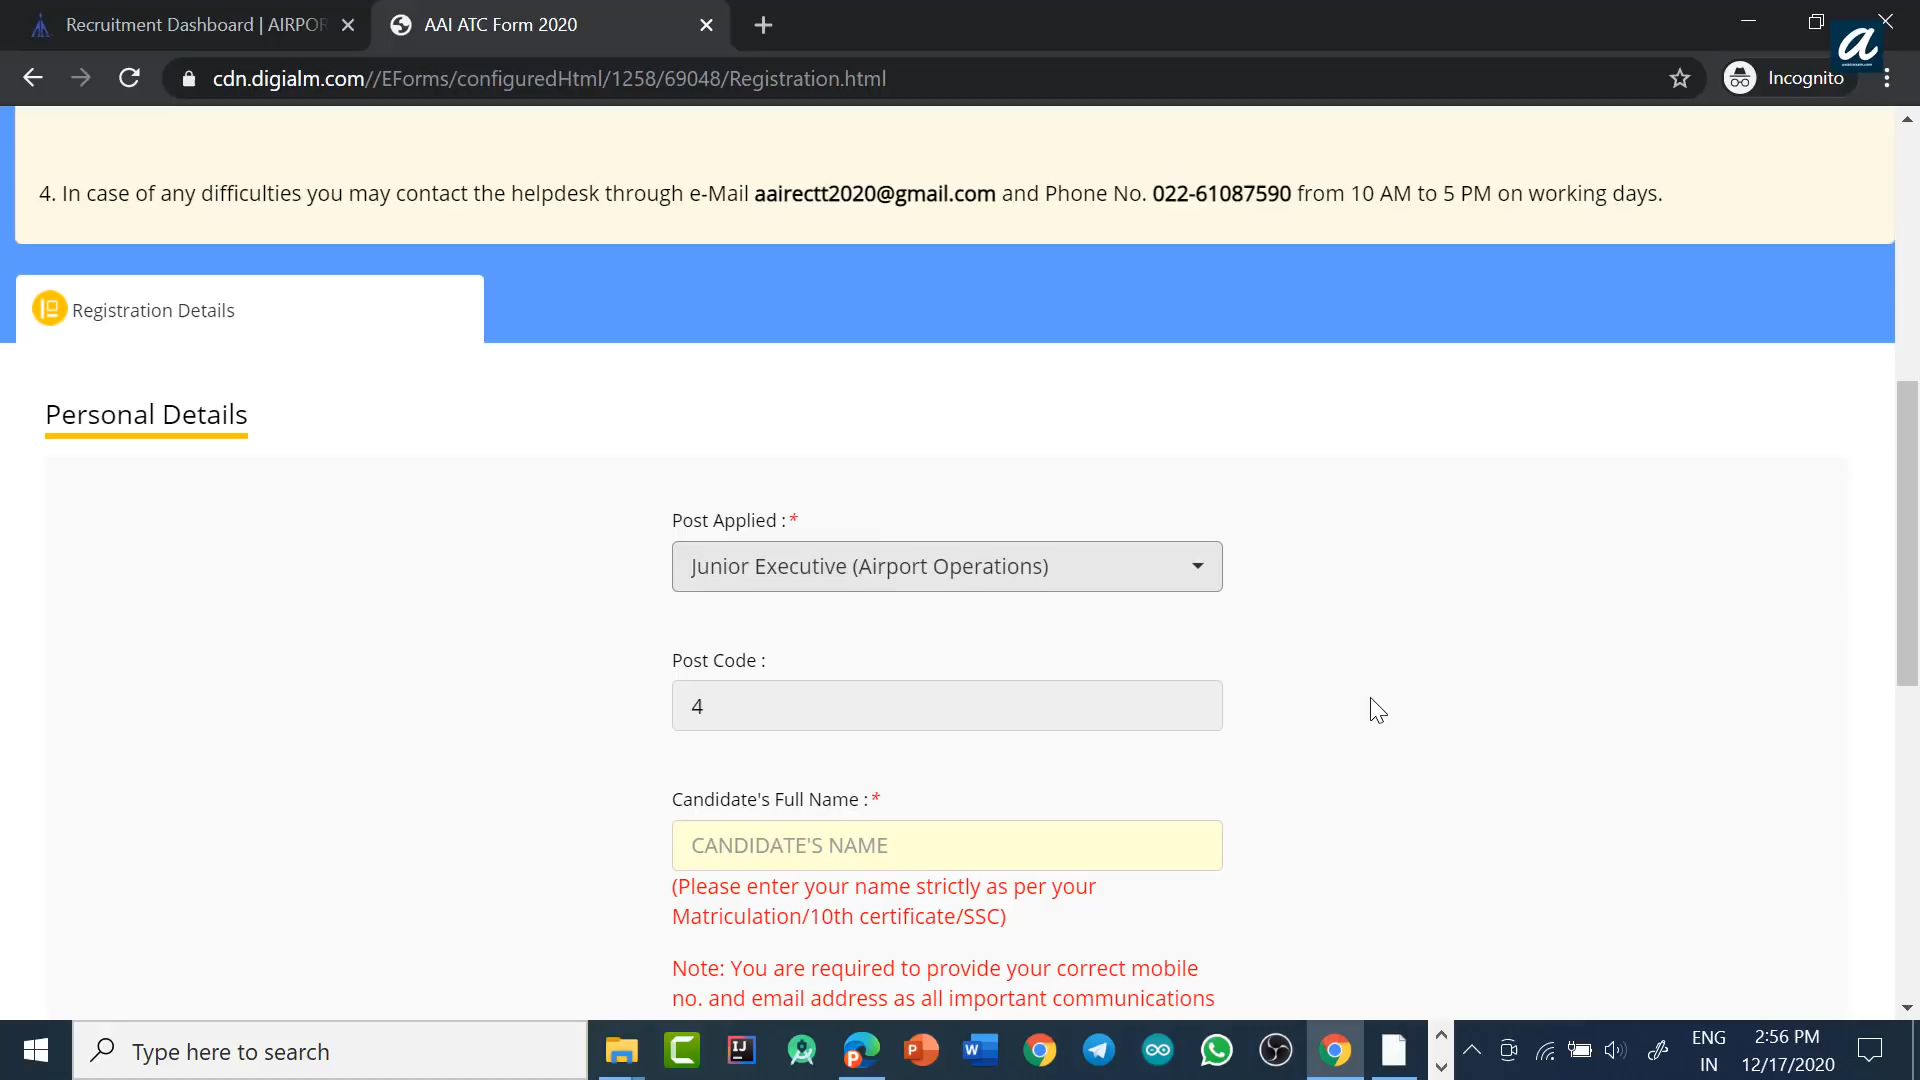 Recruitment Dashboard | AIRPOR
AAI ATC Form 2020
cdn.digialm.com//EForms/configuredHtml/1258/69048/Registration.html
Incognito
4. In case of any difficulties you may contact the helpdesk through e-Mail aairectt2020@gmail.com and Phone No. 022-61087590 from 10 AM to 5 PM on working days.
Registration Details
Personal Details
Post Applied : *
Junior Executive (Airport Operations)
Post Code :
4
Candidate's Full Name : *
CANDIDATE'S NAME
(Please enter your name strictly as per your
Matriculation/10th certificate/SSC)
Note: You are required to provide your correct mobile
no. and email address as all important communications
Type here to search
ENG
IN
2:56 PM
12/17/2020